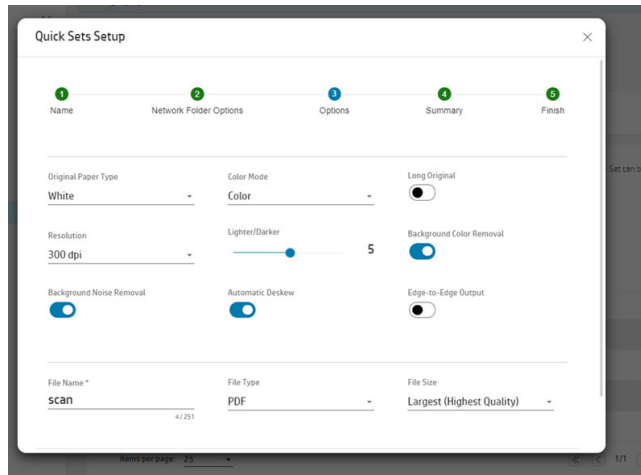 Quick Sets Setup
1 2 3 4 5
Name Network Folder Options Options Summary Finish
Original Paper Type Color Mode Long Original
White Color
Set can b
Resolution Lighter/Darker Background Color Removal
300 dpi 5
Background Noise Removal Automatic Deskew Edge-to-Edge Output
File Name * File Type File Size
scan PDF Largest (Highest Quality)
4 / 251
Items per page: 25 1/1